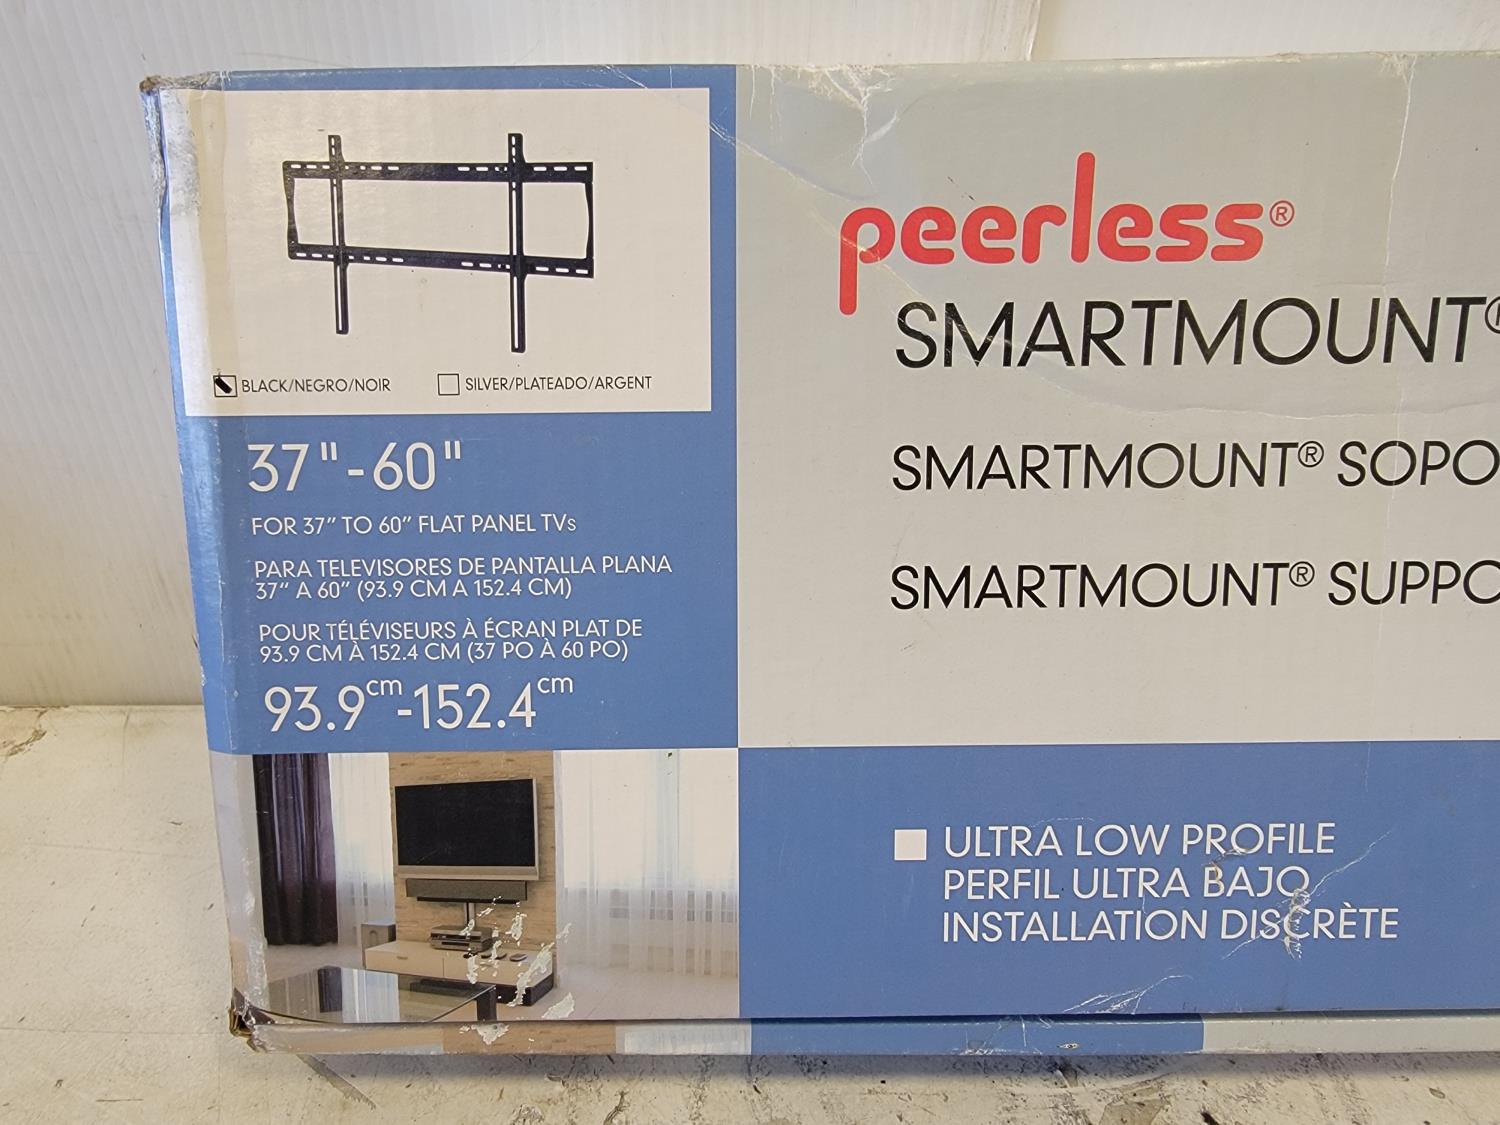 BLACK/NEGRO/NOIR
SILVER/PLATEADO/ARGENT
37"-60"
FOR 37" TO 60" FLAT PANEL TVs
PARA TELEVISORES DE PANTALLA PLANA
37" A 60" (93.9 CM A 152.4 CM)
POUR TÉLÉVISEURS À ÉCRAN PLAT DE
93.9 CM À 152.4 CM (37 PO À 60 PO)
93.9cm-152.4cm
peerless®
SMARTMOUNT®
SMARTMOUNT® SOPO
SMARTMOUNT® SUPPO
ULTRA LOW PROFILE
PERFIL ULTRA BAJO
INSTALLATION DISCRÈTE